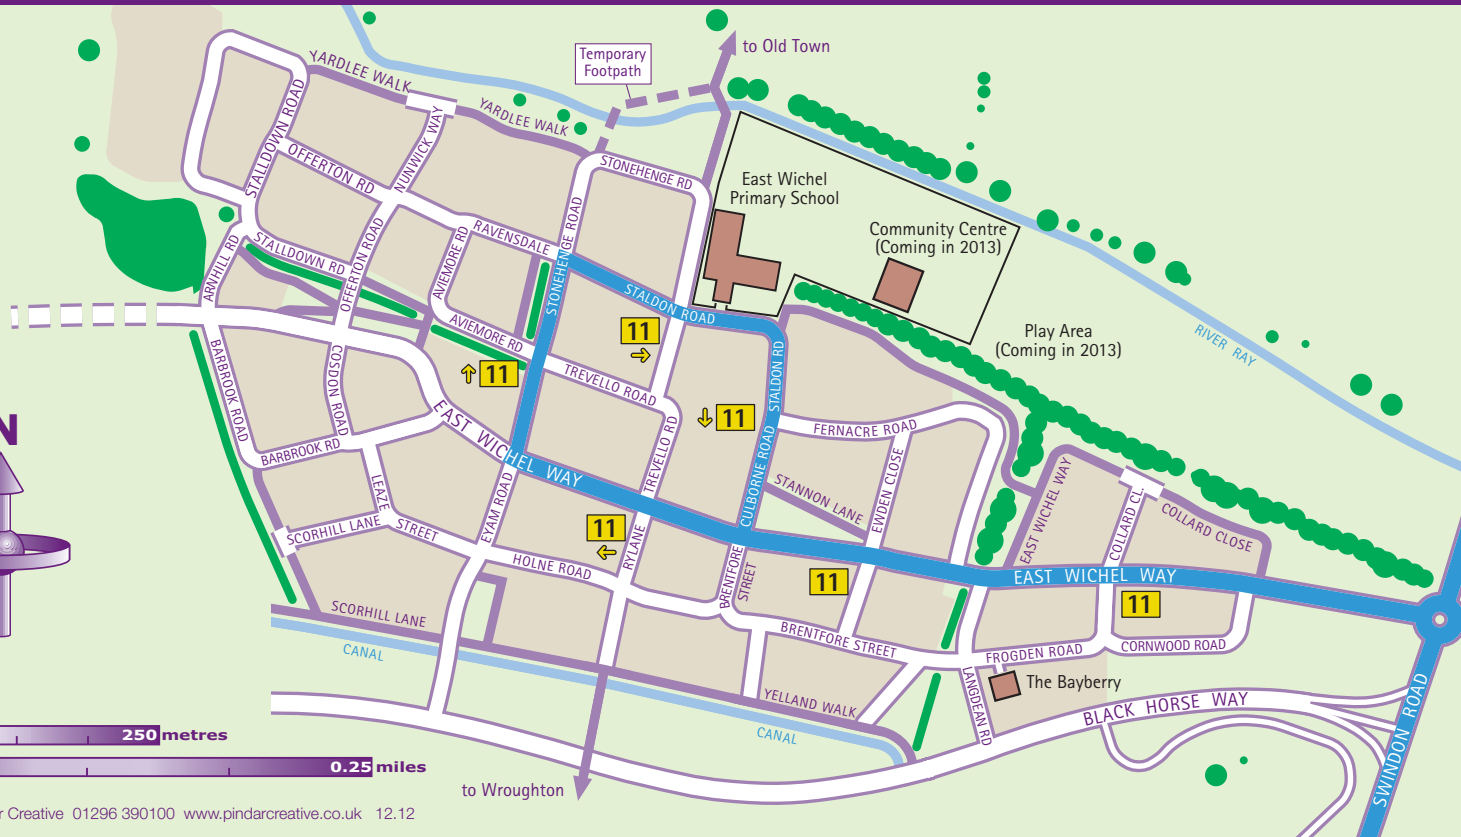 to Old Town
Temporary
Footpath
YARDLEE WALK
YARDLEE WALK
STALLDOWN ROAD
OFFERTON RD
NUNWICK WAY
STONEHENGE RD
East Wichel
Primary School
Community Centre
(Coming in 2013)
STALLDOWN RD
ARNHILL RD
OFFERTON ROAD
AVIEMORE RD
RAVENSDALE
STONEHENGE ROAD
STONEHENGE ROAD
STALDON ROAD
11
11
11
AVIEMORE RD
TREVELLO ROAD
STALDON RD
Play Area
(Coming in 2013)
RIVER RAY
BARBROOK ROAD
COSDON ROAD
EAST WICHEL WAY
BARBROOK RD
TREVELLO RD
CULBORNE ROAD
FERNACRE ROAD
STANNON LANE
EWDEN CLOSE
EAST WICHEL WAY
COLLARD CL.
COLLARD CLOSE
N
LEAZE
STREET
SCORHILL LANE
EYAM ROAD
11
RYLANE
HOLNE ROAD
BRENTFORE
STREET
11
EAST WICHEL WAY
11
SCORHILL LANE
CANAL
BRENTFORE STREET
FROGDEN ROAD
CORNWOOD ROAD
LANGDEAN RD
The Bayberry
YELLAND WALK
CANAL
BLACK HORSE WAY
SWINDON ROAD
250 metres
0.25 miles
to Wroughton
r Creative 01296 390100 www.pindarcreative.co.uk 12.12